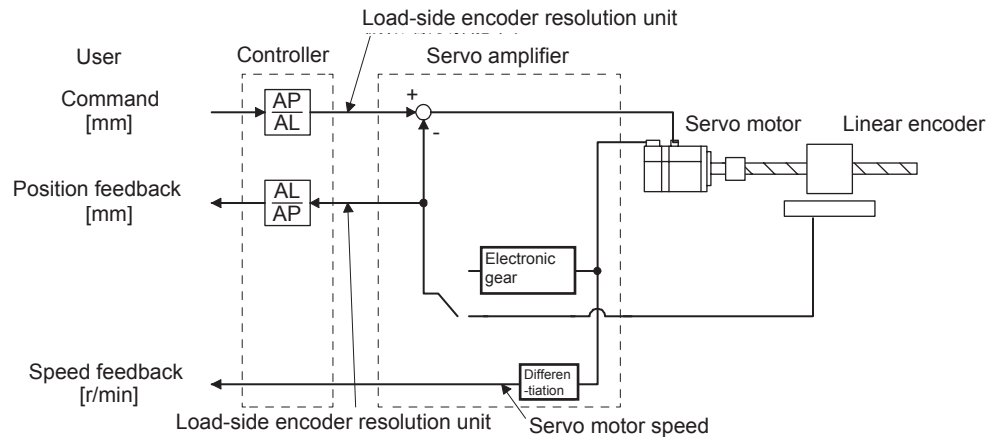 Load-side encoder resolution unit
User
Controller
Servo amplifier
Command
[mm]
AP
AL
+
-
Servo motor
Linear encoder
Position feedback
[mm]
AL
AP
Electronic
gear
Speed feedback
[r/min]
Differen
-tiation
Load-side encoder resolution unit
Servo motor speed